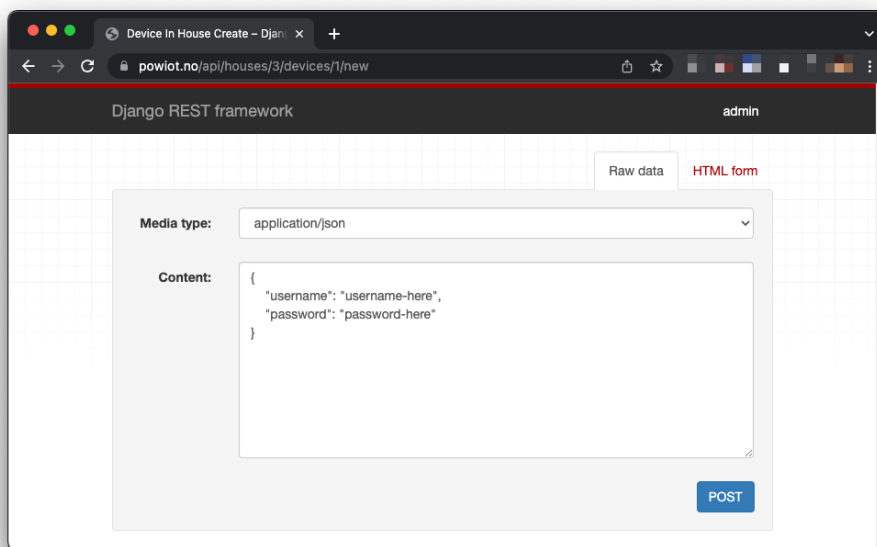 Device In House Create – Djan
powiot.no/api/houses/3/devices/1/new
Django REST framework
admin
Raw data
HTML form
Media type:
application/json
Content:
{
"username": "username-here",
"password": "password-here"
}
POST